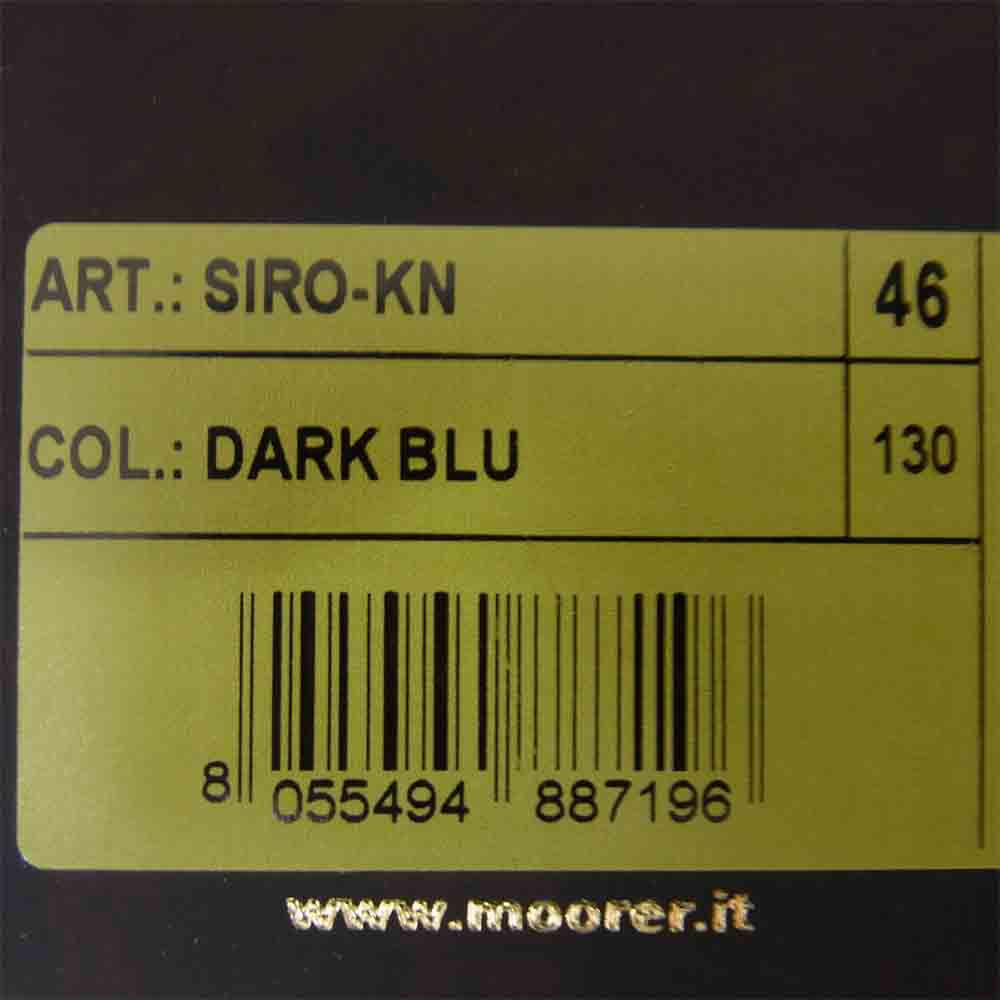 ART.: SIRO-KN 46
COL.: DARK BLU 130
8 055494 887196
www.moorer.it